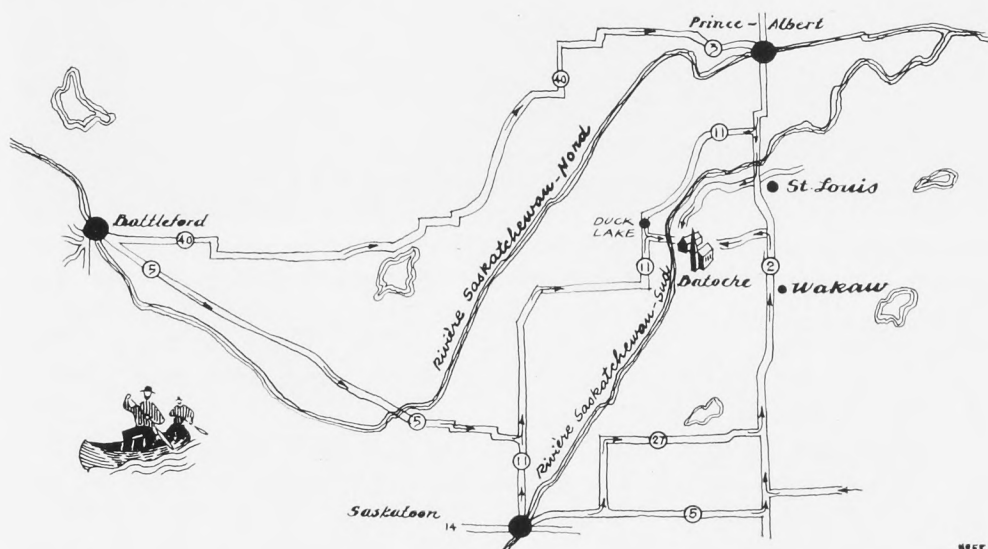 Prince - Albert
3
40
11
St. Louis
Battleford
DUCK
LAKE
40
5
11
Batoche
2
Wakaw
Rivière Saskatchewan-Nord
Rivière Saskatchewan-Sud
5
27
11
Saskatoon
14
5